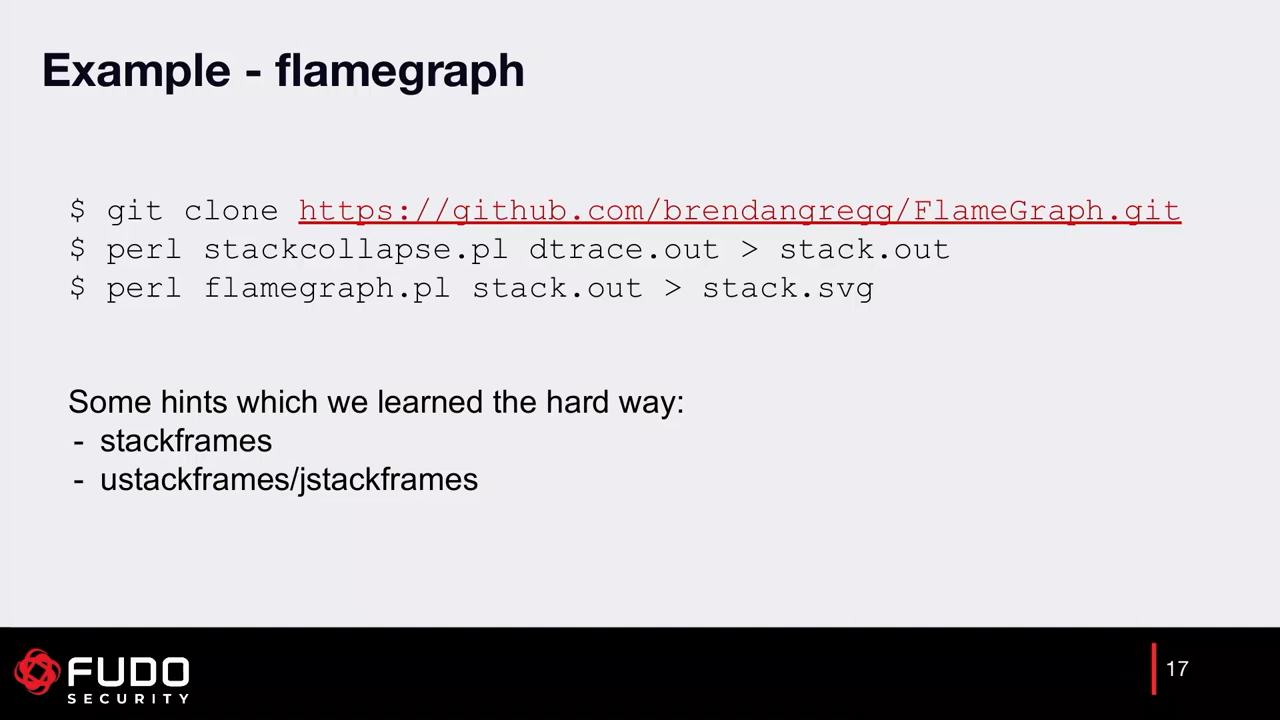 Example - flamegraph
$ git clone https://github.com/brendangregg/FlameGraph.git
$ perl stackcollapse.pl dtrace.out > stack.out
$ perl flamegraph.pl stack.out > stack.svg
Some hints which we learned the hard way:
- stackframes
- ustackframes/jstackframes
FUDO
SECURITY
17